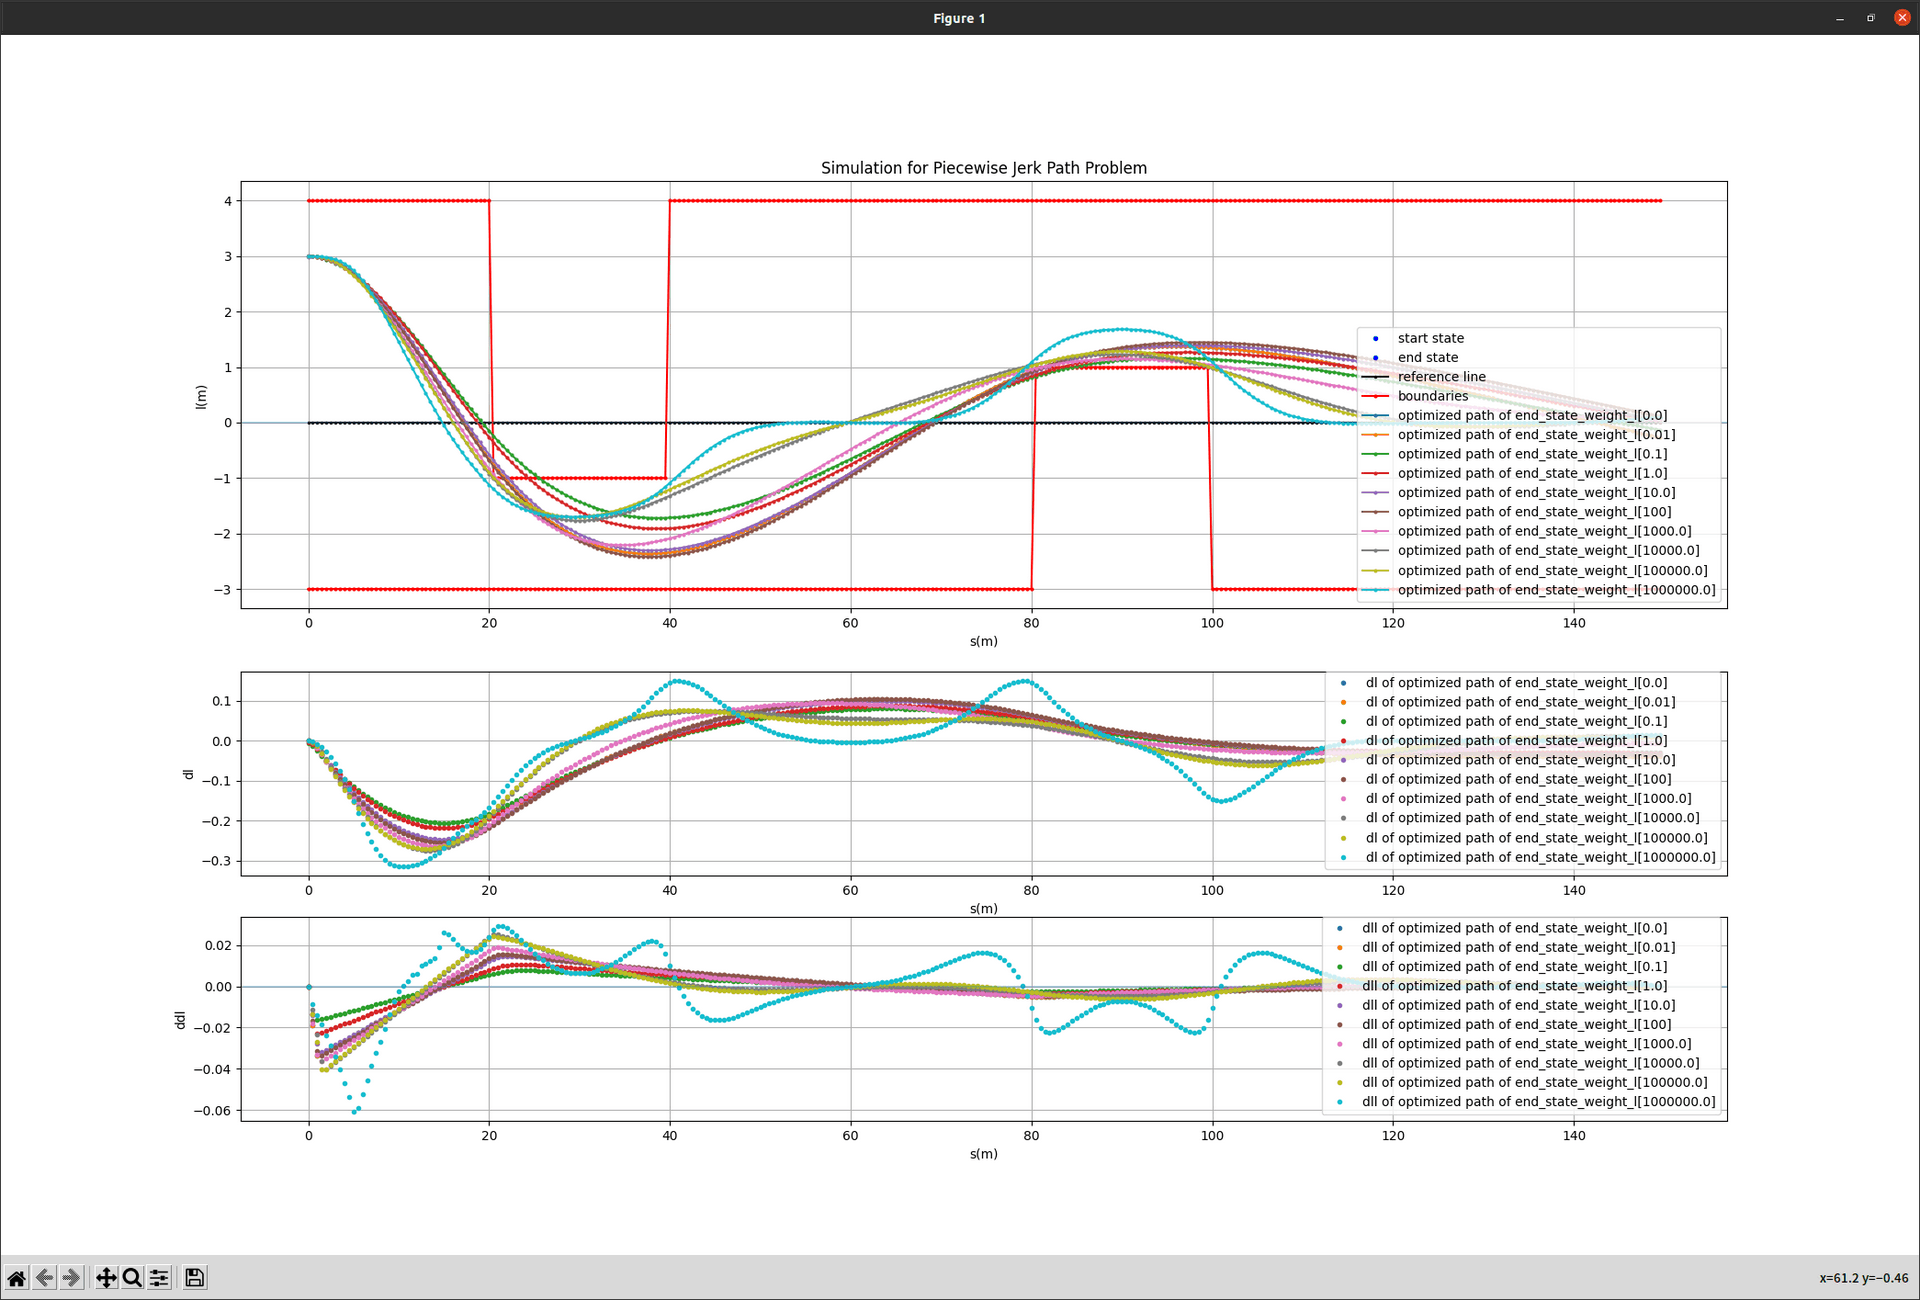 Figure 1
Simulation for Piecewise Jerk Path Problem
4
3
2
1
0
−1
−2
−3
l(m)
start state
end state
reference line
boundaries
optimized path of end_state_weight_l[0.0]
optimized path of end_state_weight_l[0.01]
optimized path of end_state_weight_l[0.1]
optimized path of end_state_weight_l[1.0]
optimized path of end_state_weight_l[10.0]
optimized path of end_state_weight_l[100]
optimized path of end_state_weight_l[1000.0]
optimized path of end_state_weight_l[10000.0]
optimized path of end_state_weight_l[100000.0]
optimized path of end_state_weight_l[1000000.0]
0 20 40 60 80 100 120 140
s(m)
0.1
0.0
−0.1
−0.2
−0.3
dl
dl of optimized path of end_state_weight_l[0.0]
dl of optimized path of end_state_weight_l[0.01]
dl of optimized path of end_state_weight_l[0.1]
dl of optimized path of end_state_weight_l[1.0]
dl of optimized path of end_state_weight_l[10.0]
dl of optimized path of end_state_weight_l[100]
dl of optimized path of end_state_weight_l[1000.0]
dl of optimized path of end_state_weight_l[10000.0]
dl of optimized path of end_state_weight_l[100000.0]
dl of optimized path of end_state_weight_l[1000000.0]
0 20 40 60 80 100 120 140
s(m)
0.02
0.00
−0.02
−0.04
−0.06
ddl
dll of optimized path of end_state_weight_l[0.0]
dll of optimized path of end_state_weight_l[0.01]
dll of optimized path of end_state_weight_l[0.1]
dll of optimized path of end_state_weight_l[1.0]
dll of optimized path of end_state_weight_l[10.0]
dll of optimized path of end_state_weight_l[100]
dll of optimized path of end_state_weight_l[1000.0]
dll of optimized path of end_state_weight_l[10000.0]
dll of optimized path of end_state_weight_l[100000.0]
dll of optimized path of end_state_weight_l[1000000.0]
0 20 40 60 80 100 120 140
s(m)
x=61.2 y=−0.46